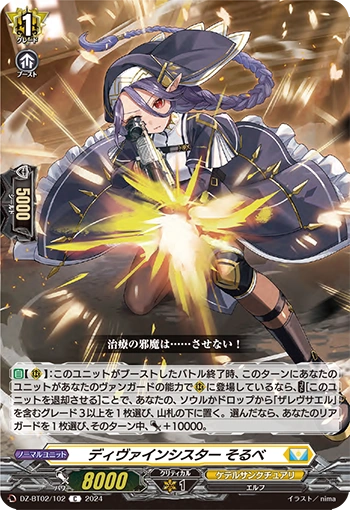 1
グレード
ブースト
5000
シールド
治療の邪魔は……させない！
自【R】:このユニットがブーストしたバトル終了時、このターンにあなたの
ユニットがあなたのヴァンガードの能力でRに登場しているなら、【このユ
ニットを退却させる】ことで、あなたの、ソウルかドロップから「ザレヴサエル」
を含むグレード３以上を１枚選び、山札の下に置く。選んだなら、あなたのリア
ガードを１枚選び、そのターン中、+10000。
ノーマルユニット
ディヴァインシスター そるべ
パワー
8000
クリティカル
1
ケテルサンクチュアリ
エルフ
DZ-BT02/102 C 2024
イラスト／nima